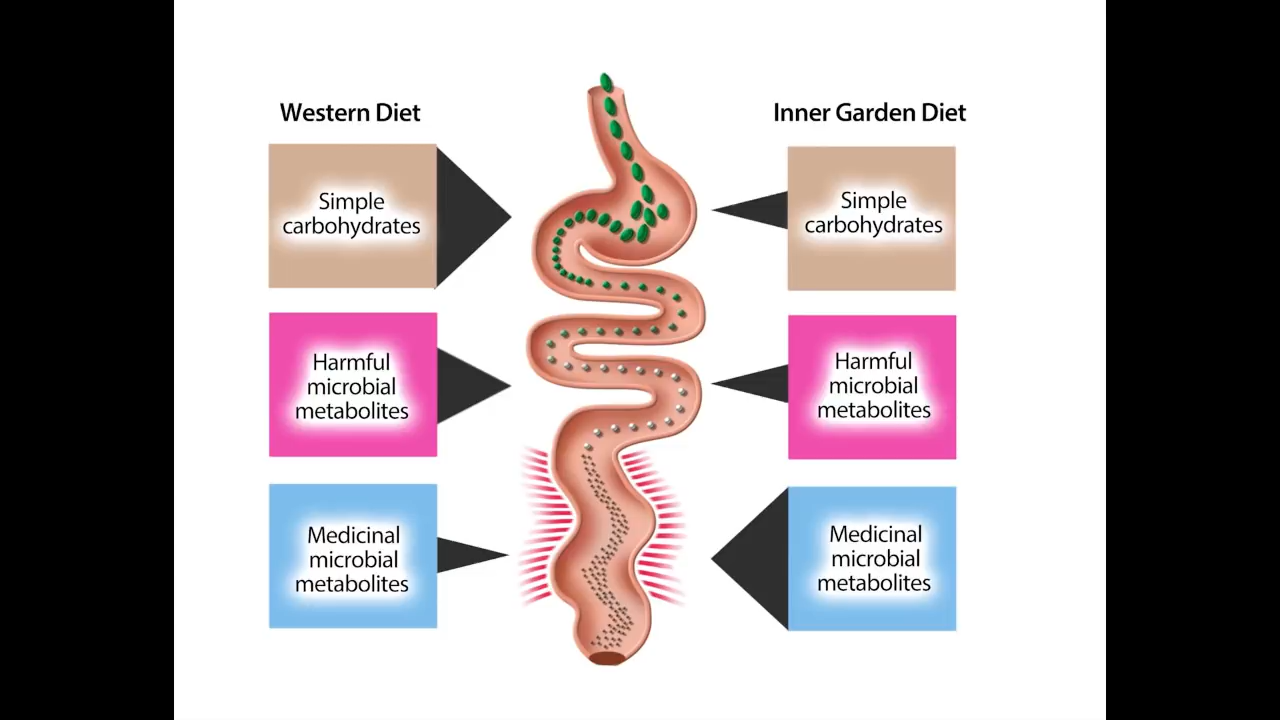 Western Diet
Simple
carbohydrates
Harmful
microbial
metabolites
Medicinal
microbial
metabolites
Inner Garden Diet
Simple
carbohydrates
Harmful
microbial
metabolites
Medicinal
microbial
metabolites